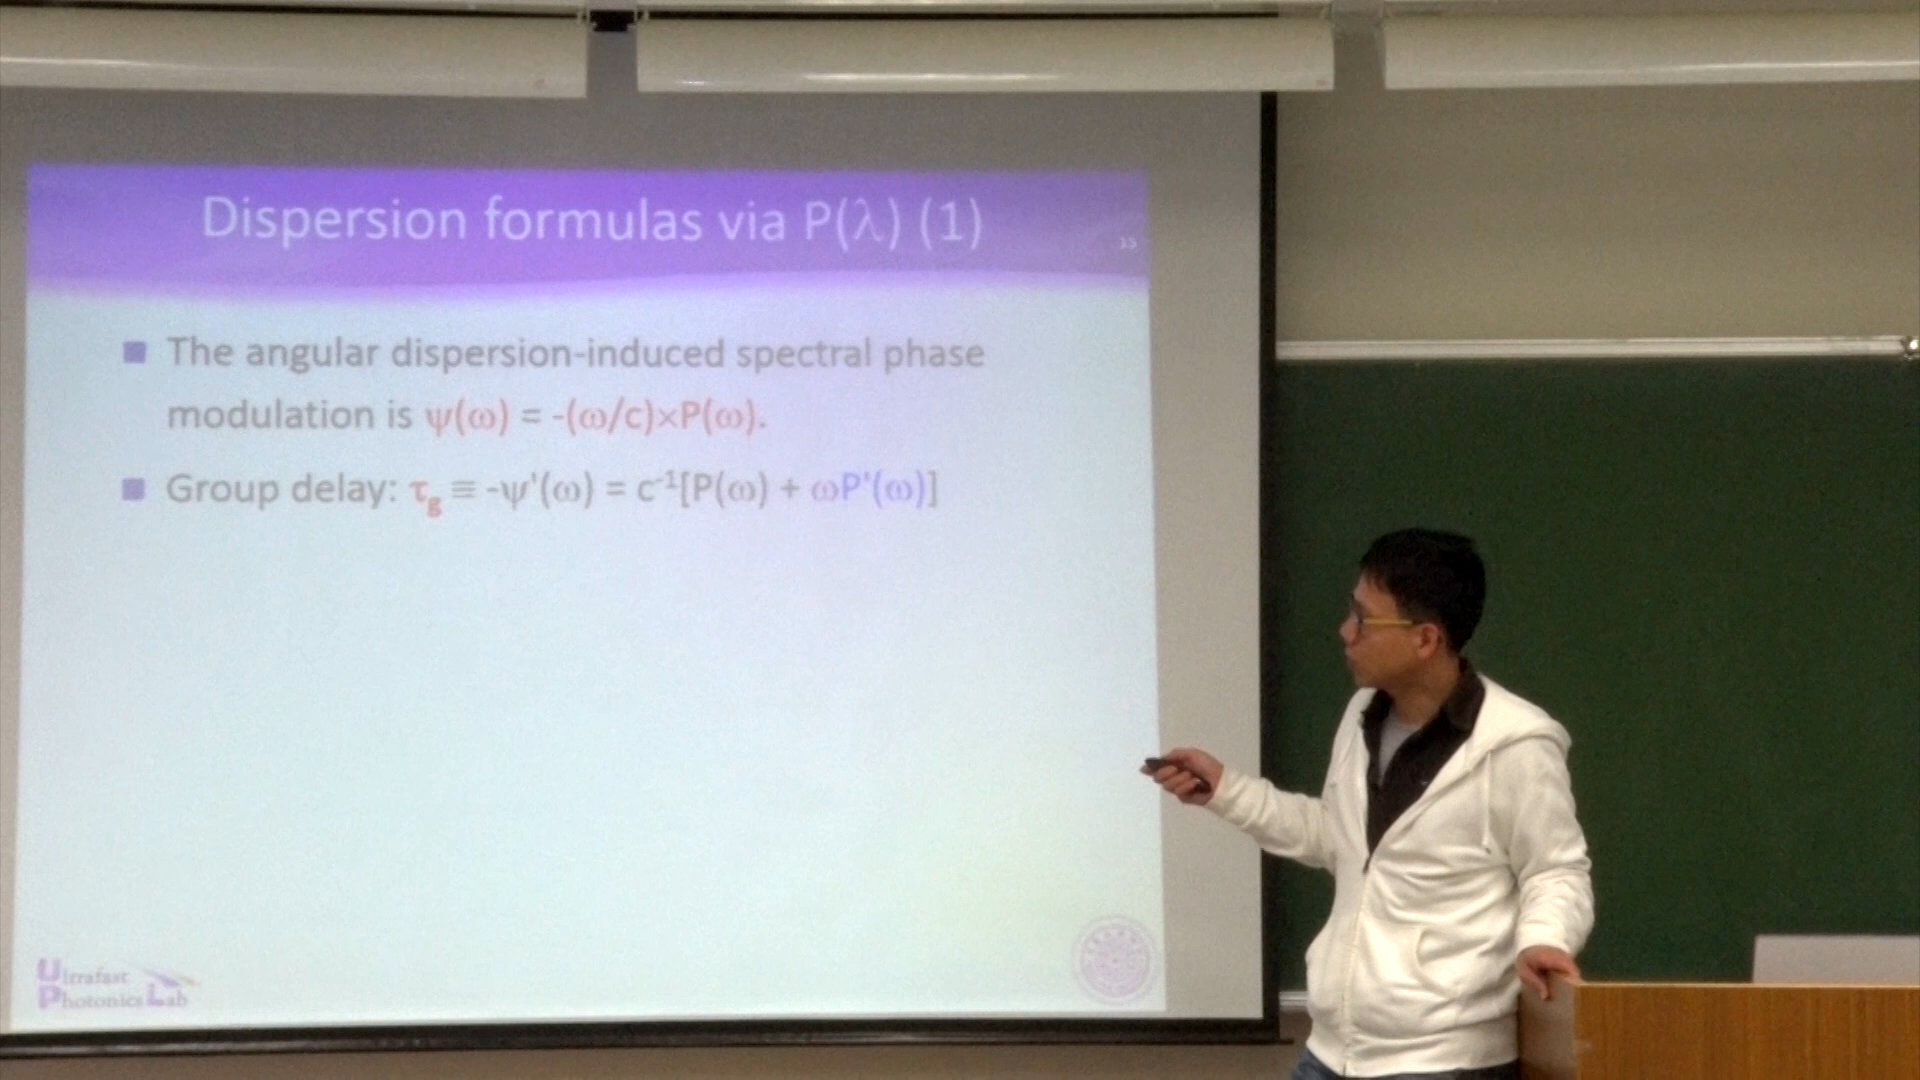 Dispersion formulas via P(λ) (1)
13
■ The angular dispersion-induced spectral phase
modulation is ψ(ω) = -(ω/c)×P(ω).
■ Group delay: τg ≡ -ψ'(ω) = c⁻¹[P(ω) + ωP'(ω)]
Ultrafast
Photonics Lab